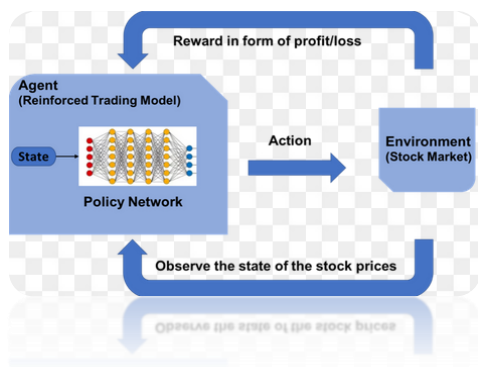 Reward in form of profit/loss
Agent
(Reinforced Trading Model)
State
Policy Network
Action
Environment
(Stock Market)
Observe the state of the stock prices
Observe the state of the stock prices